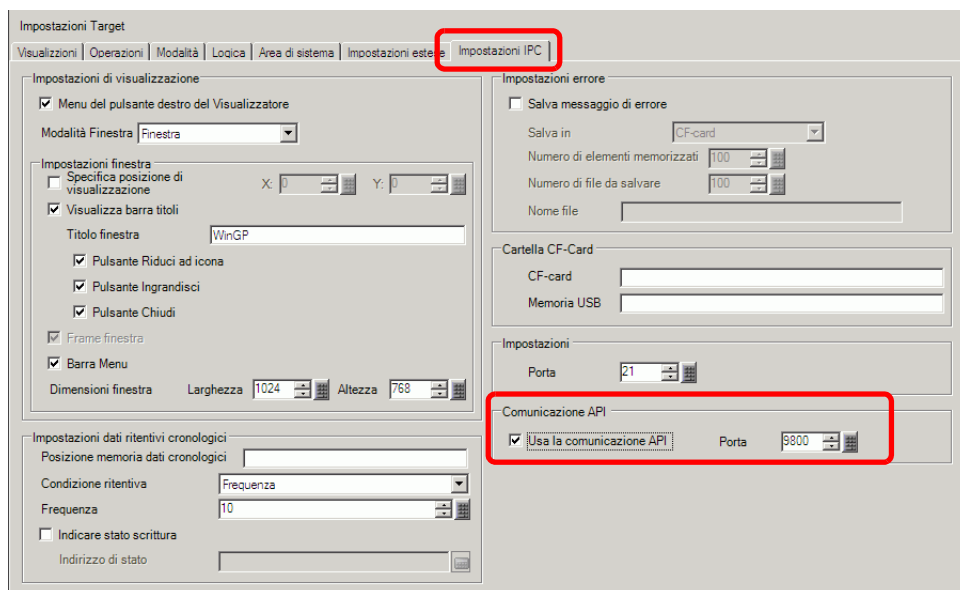 Impostazioni Target
Visualizzioni Operazioni Modalità Logica Area di sistema Impostazioni esterne Impostazioni IPC
Impostazioni di visualizzazione
Menu del pulsante destro del Visualizzatore
Modalità Finestra Finestra
Impostazioni finestra
Specifica posizione di
visualizzazione X: 0 Y: 0
Visualizza barra titoli
Titolo finestra WinGP
Pulsante Riduci ad icona
Pulsante Ingrandisci
Pulsante Chiudi
Frame finestra
Barra Menu
Dimensioni finestra Larghezza 1024 Altezza 768
Impostazioni dati ritentivi cronologici
Posizione memoria dati cronologici
Condizione ritentiva Frequenza
Frequenza 10
Indicare stato scrittura
Indirizzo di stato
Impostazioni errore
Salva messaggio di errore
Salva in CF-card
Numero di elementi memorizzati 100
Numero di file da salvare 100
Nome file
Cartella CF-Card
CF-card
Memoria USB
Impostazioni
Porta 21
Comunicazione API
Usa la comunicazione API Porta 9800